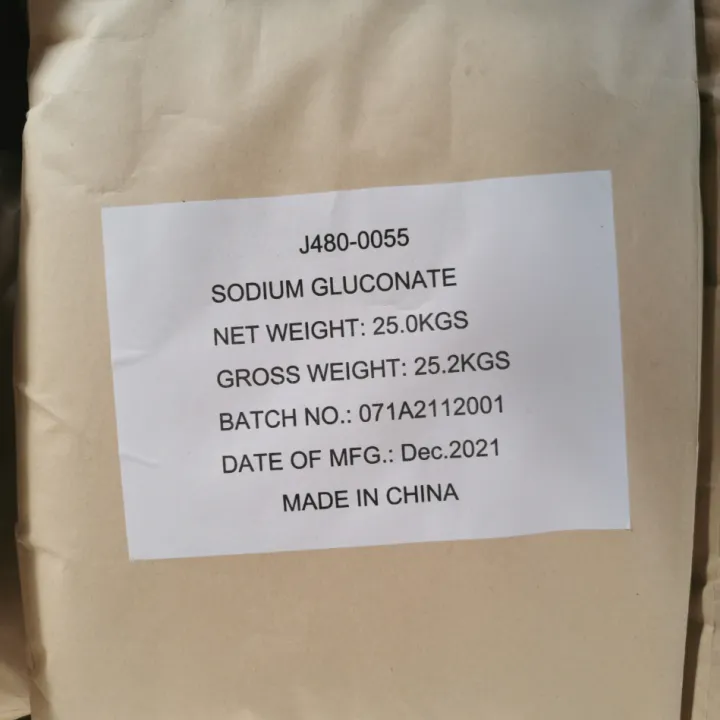 J480-0055
SODIUM GLUCONATE
NET WEIGHT: 25.0KGS
GROSS WEIGHT: 25.2KGS
BATCH NO.: 071A2112001
DATE OF MFG.: Dec.2021
MADE IN CHINA